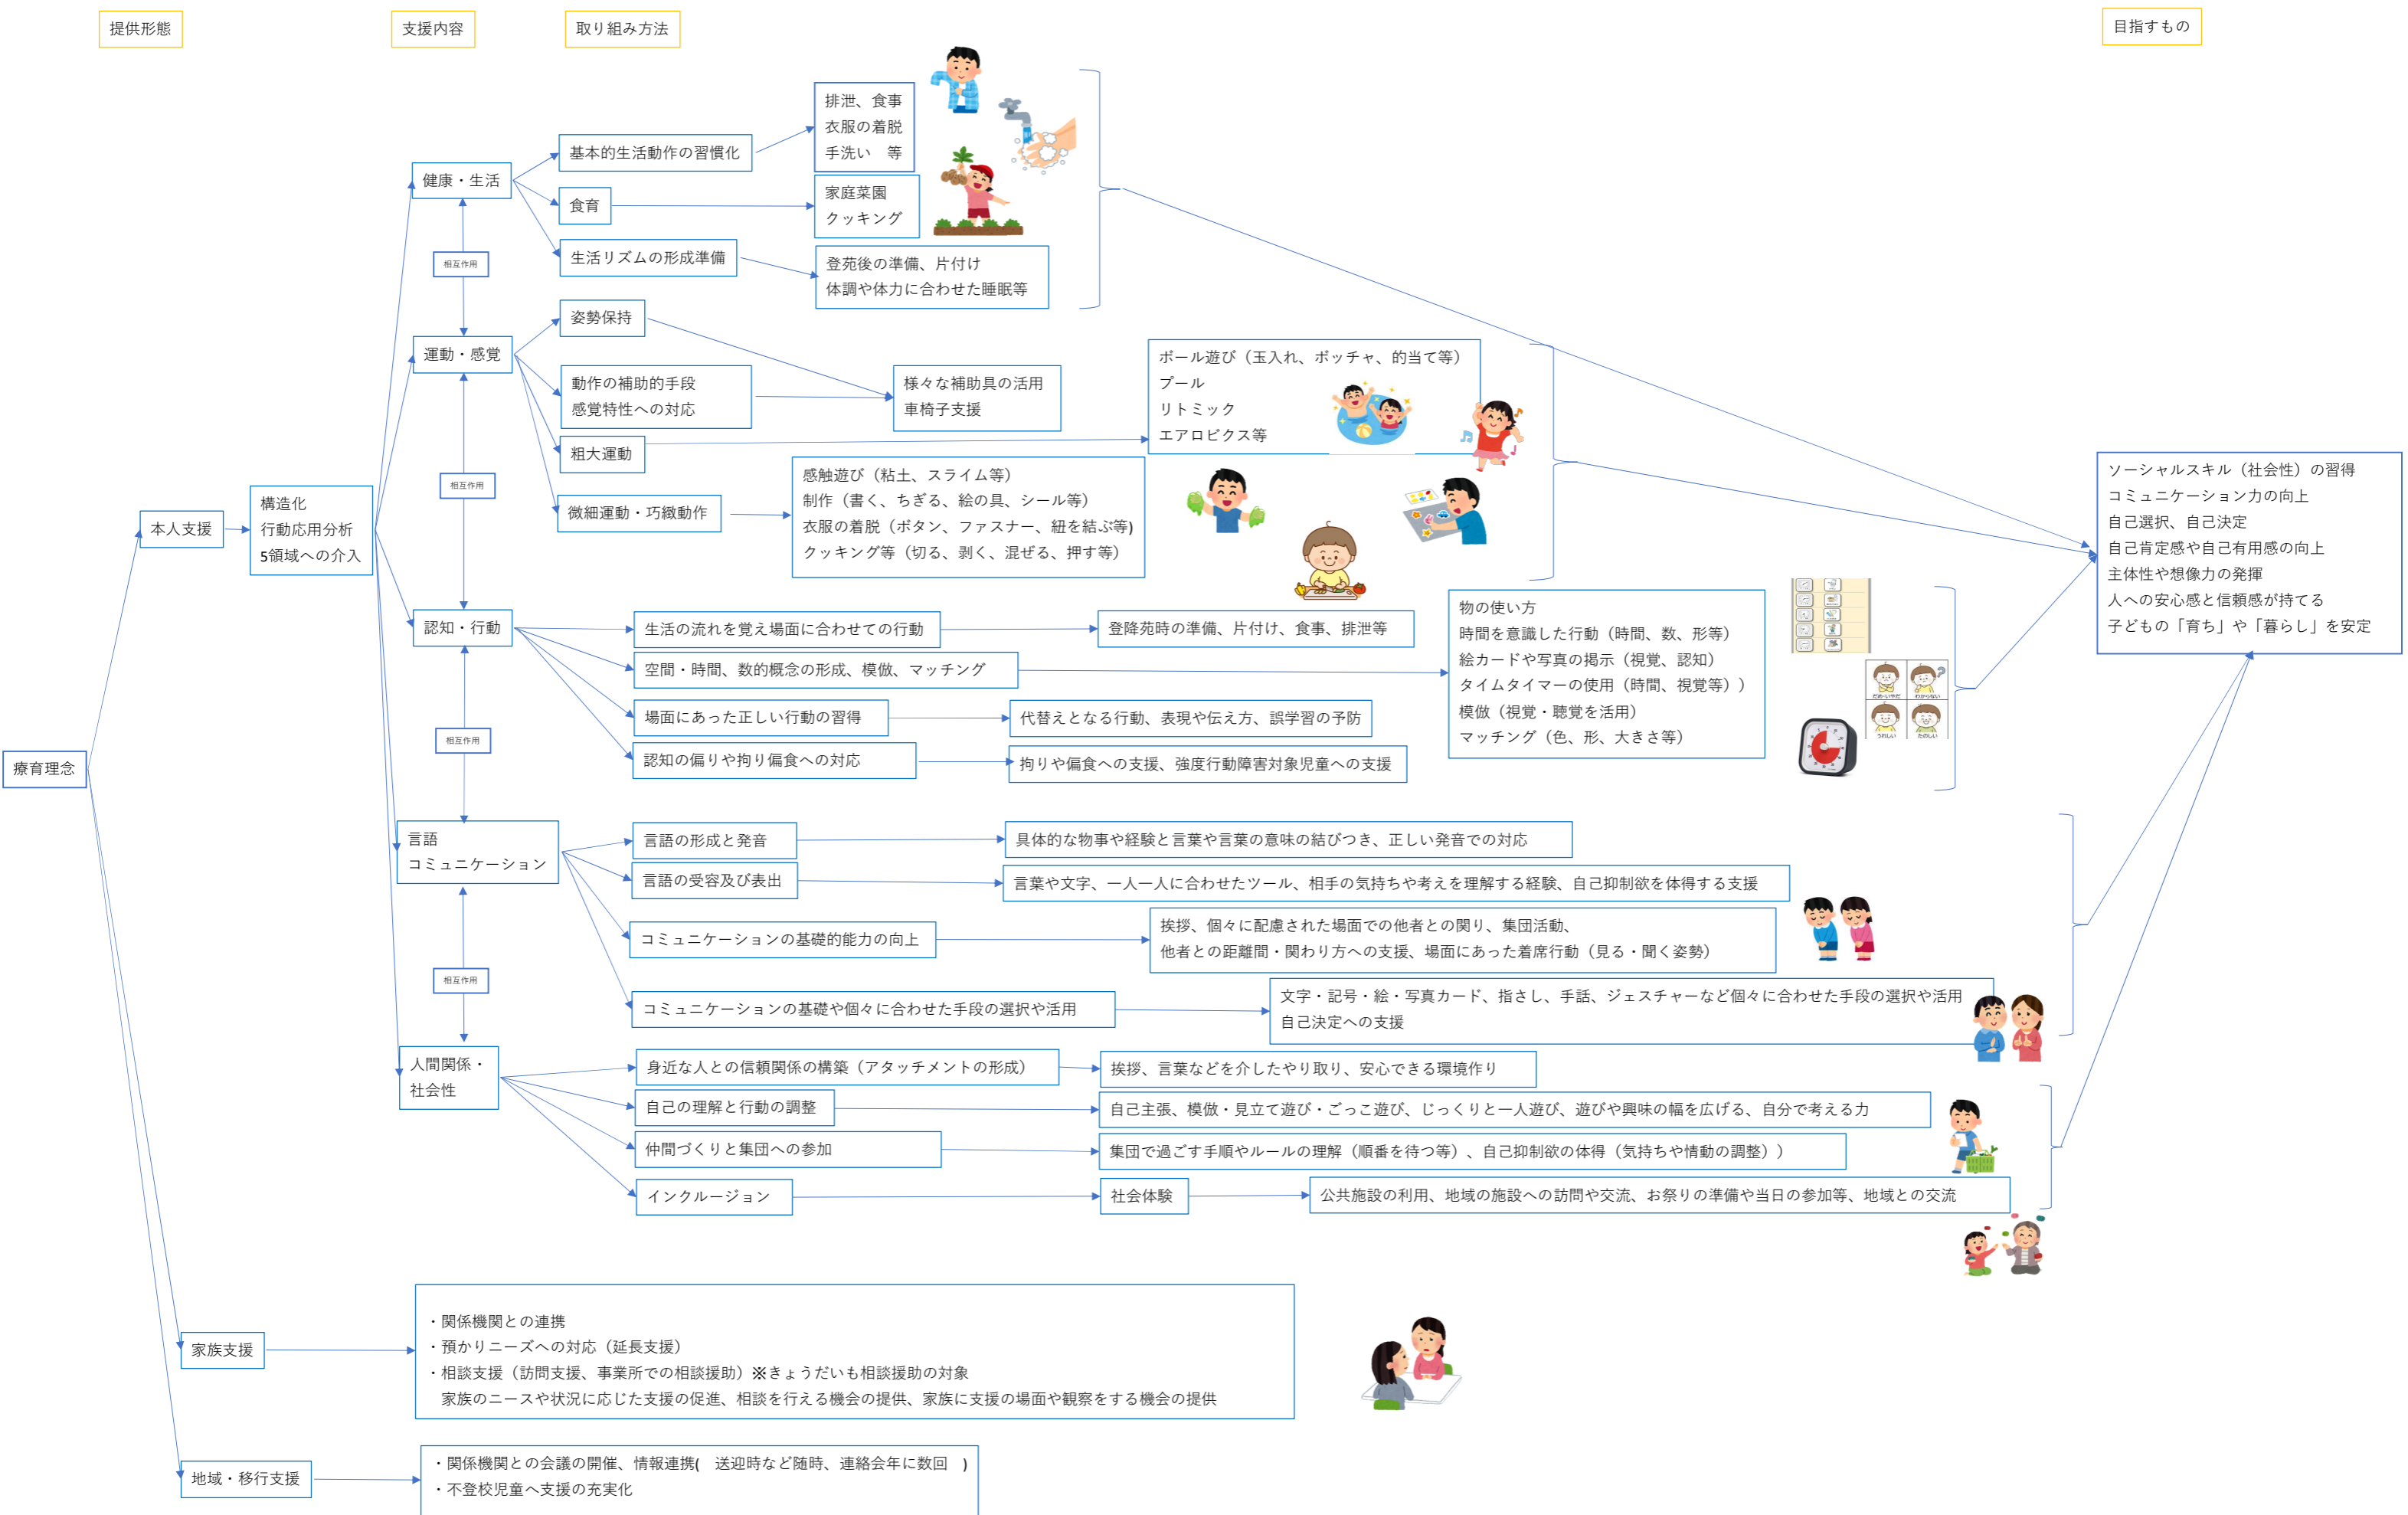 提供形態
支援内容
取り組み方法
目指すもの
療育理念
本人支援
構造化
行動応用分析
5領域への介入
健康・生活
基本的生活動作の習慣化
排泄、食事
衣服の着脱
手洗い　等
食育
家庭菜園
クッキング
生活リズムの形成準備
登苑後の準備、片付け
体調や体力に合わせた睡眠等
相互作用
運動・感覚
姿勢保持
動作の補助的手段
感覚特性への対応
様々な補助具の活用
車椅子支援
粗大運動
ボール遊び（玉入れ、ボッチャ、的当て等）
プール
リトミック
エアロビクス等
微細運動・巧緻動作
感触遊び（粘土、スライム等）
制作（書く、ちぎる、絵の具、シール等）
衣服の着脱（ボタン、ファスナー、紐を結ぶ等)
クッキング等（切る、剥く、混ぜる、押す等）
相互作用
認知・行動
生活の流れを覚え場面に合わせての行動
登降苑時の準備、片付け、食事、排泄等
空間・時間、数的概念の形成、模倣、マッチング
物の使い方
時間を意識した行動（時間、数、形等）
絵カードや写真の掲示（視覚、認知）
タイムタイマーの使用（時間、視覚等））
模倣（視覚・聴覚を活用）
マッチング（色、形、大きさ等）
場面にあった正しい行動の習得
代替えとなる行動、表現や伝え方、誤学習の予防
認知の偏りや拘り偏食への対応
拘りや偏食への支援、強度行動障害対象児童への支援
だめ・いやだ
わからない
うれしい
たのしい
相互作用
言語
コミュニケーション
言語の形成と発音
具体的な物事や経験と言葉や言葉の意味の結びつき、正しい発音での対応
言語の受容及び表出
言葉や文字、一人一人に合わせたツール、相手の気持ちや考えを理解する経験、自己抑制欲を体得する支援
コミュニケーションの基礎的能力の向上
挨拶、個々に配慮された場面での他者との関り、集団活動、
他者との距離間・関わり方への支援、場面にあった着席行動（見る・聞く姿勢）
コミュニケーションの基礎や個々に合わせた手段の選択や活用
文字・記号・絵・写真カード、指さし、手話、ジェスチャーなど個々に合わせた手段の選択や活用
自己決定への支援
相互作用
人間関係・
社会性
身近な人との信頼関係の構築（アタッチメントの形成）
挨拶、言葉などを介したやり取り、安心できる環境作り
自己の理解と行動の調整
自己主張、模倣・見立て遊び・ごっこ遊び、じっくりと一人遊び、遊びや興味の幅を広げる、自分で考える力
仲間づくりと集団への参加
集団で過ごす手順やルールの理解（順番を待つ等）、自己抑制欲の体得（気持ちや情動の調整））
インクルージョン
社会体験
公共施設の利用、地域の施設への訪問や交流、お祭りの準備や当日の参加等、地域との交流
ソーシャルスキル（社会性）の習得
コミュニケーション力の向上
自己選択、自己決定
自己肯定感や自己有用感の向上
主体性や想像力の発揮
人への安心感と信頼感が持てる
子どもの「育ち」や「暮らし」を安定
家族支援
・関係機関との連携
・預かりニーズへの対応（延長支援）
・相談支援（訪問支援、事業所での相談援助）※きょうだいも相談援助の対象
家族のニースや状況に応じた支援の促進、相談を行える機会の提供、家族に支援の場面や観察をする機会の提供
地域・移行支援
・関係機関との会議の開催、情報連携(　送迎時など随時、連絡会年に数回　)
・不登校児童へ支援の充実化